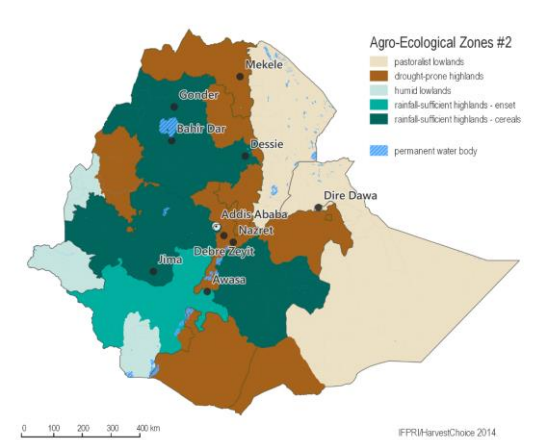 Agro-Ecological Zones #2
pastoralist lowlands
drought-prone highlands
humid lowlands
rainfall-sufficient highlands - enset
rainfall-sufficient highlands - cereals
permanent water body
Mekele
Gonder
Bahir Dar
Dessie
Dire Dawa
Addis Ababa
Nazret
Debre Zeyit
Jima
Awasa
0 100 200 300 400 km
IFPRI/HarvestChoice 2014